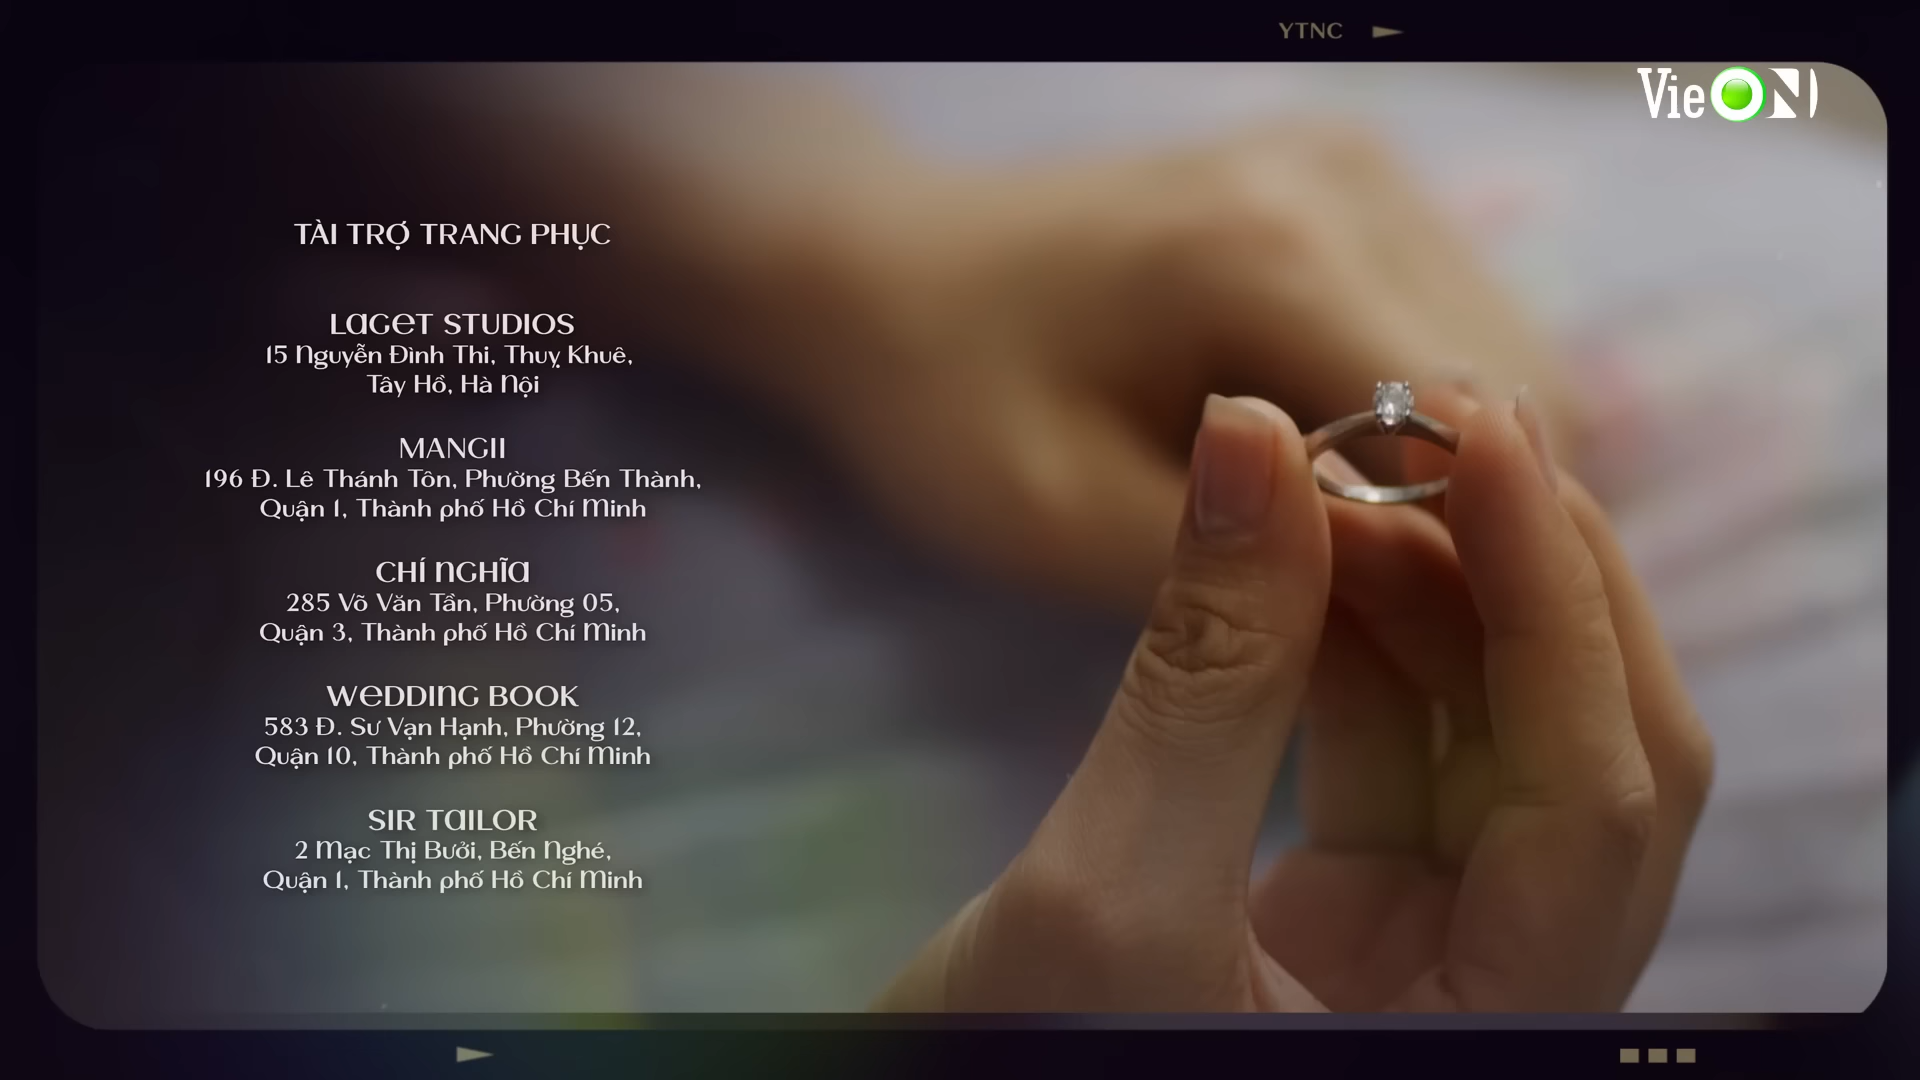 YTNC
VieON
TÀI TRỢ TRANG PHỤC
LAGET STUDIOS
15 Nguyễn Đình Thi, Thuỵ Khuê,
Tây Hồ, Hà Nội
MANGII
196 Đ. Lê Thánh Tôn, Phường Bến Thành,
Quận 1, Thành phố Hồ Chí Minh
CHÍ NGHĨA
285 Võ Văn Tần, Phường 05,
Quận 3, Thành phố Hồ Chí Minh
WEDDING BOOK
583 Đ. Sư Vạn Hạnh, Phường 12,
Quận 10, Thành phố Hồ Chí Minh
SIR TAILOR
2 Mạc Thị Bưởi, Bến Nghé,
Quận 1, Thành phố Hồ Chí Minh